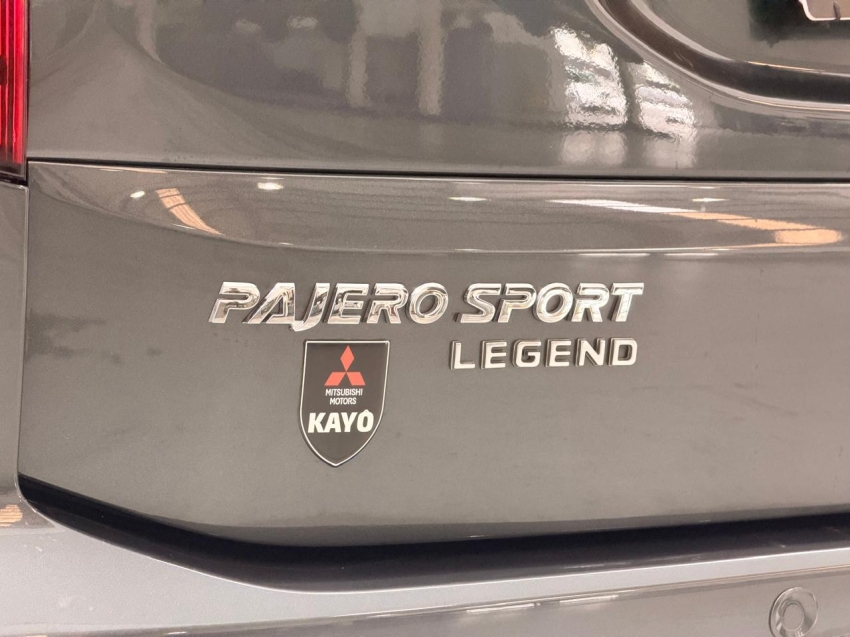 PAJERO SPORT
LEGEND
MITSUBISHI
MOTORS
KAYÔ